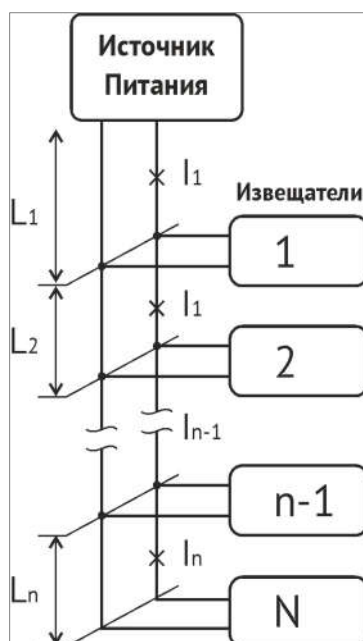 Источник
Питания
I1
Извещатели
L1
1
I1
L2
2
In-1
n-1
In
Ln
N